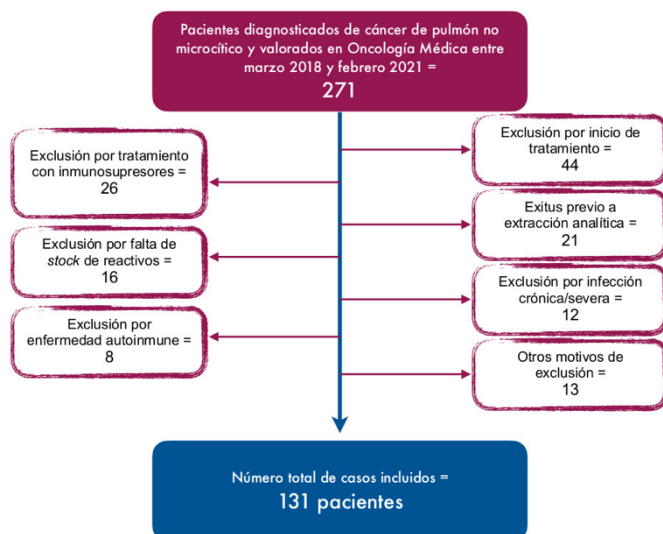 Pacientes diagnosticados de cáncer de pulmón no
microcítico y valorados en Oncología Médica entre
marzo 2018 y febrero 2021 =
271
Exclusión por tratamiento
con inmunosupresores =
26
Exclusión por inicio de
tratamiento =
44
Exclusión por falta de
stock de reactivos =
16
Exitus previo a
extracción analítica =
21
Exclusión por
enfermedad autoinmune =
8
Exclusión por infección
crónica/severa =
12
Otros motivos de
exclusión =
13
Número total de casos incluidos =
131 pacientes